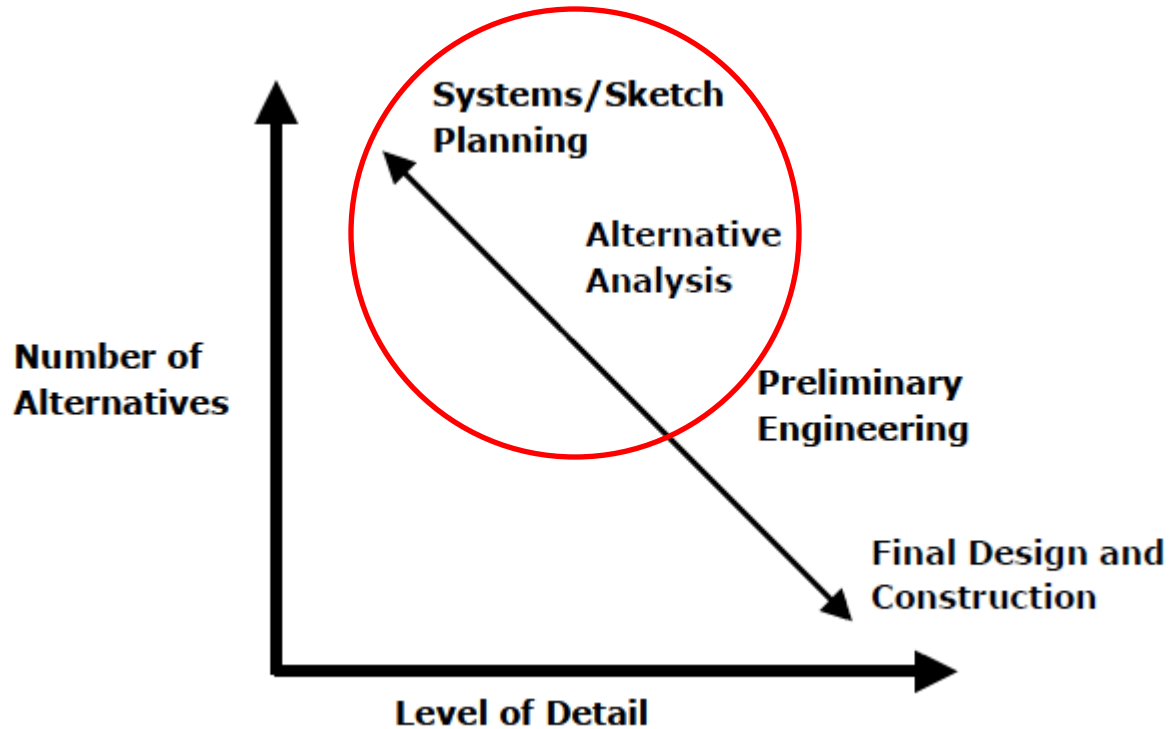 Systems/Sketch
Planning
Alternative
Analysis
Number of
Alternatives
Preliminary
Engineering
Final Design and
Construction
Level of Detail